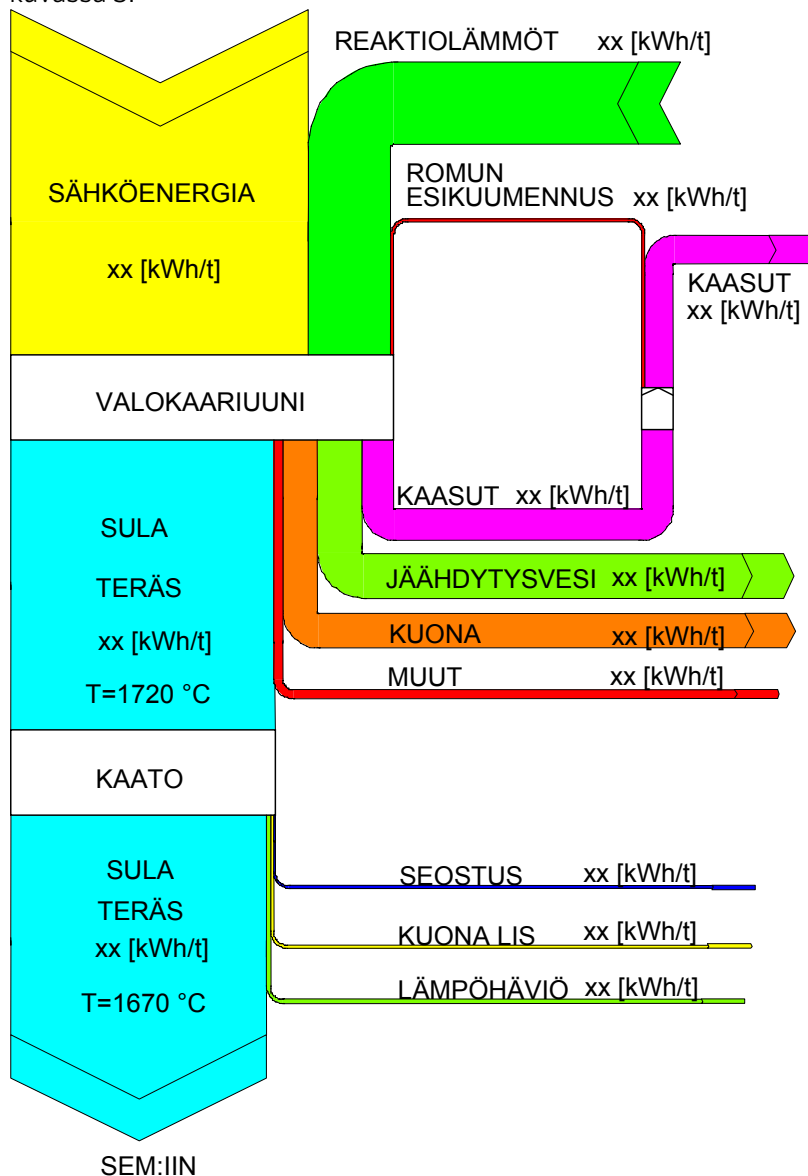 REAKTIOLÄMMÖT xx [kWh/t]
ROMUN
ESIKUUMENNUS xx [kWh/t]
SÄHKÖENERGIA
xx [kWh/t]
KAASUT
xx [kWh/t]
VALOKAARIUUNI
KAASUT xx [kWh/t]
SULA
TERÄS
xx [kWh/t]
T=1720 °C
JÄÄHDYTYSVESI xx [kWh/t]
KUONA xx [kWh/t]
MUUT xx [kWh/t]
KAATO
SULA
TERÄS
xx [kWh/t]
T=1670 °C
SEOSTUS xx [kWh/t]
KUONA LIS xx [kWh/t]
LÄMPÖHÄVIÖ xx [kWh/t]
SEM:IIN